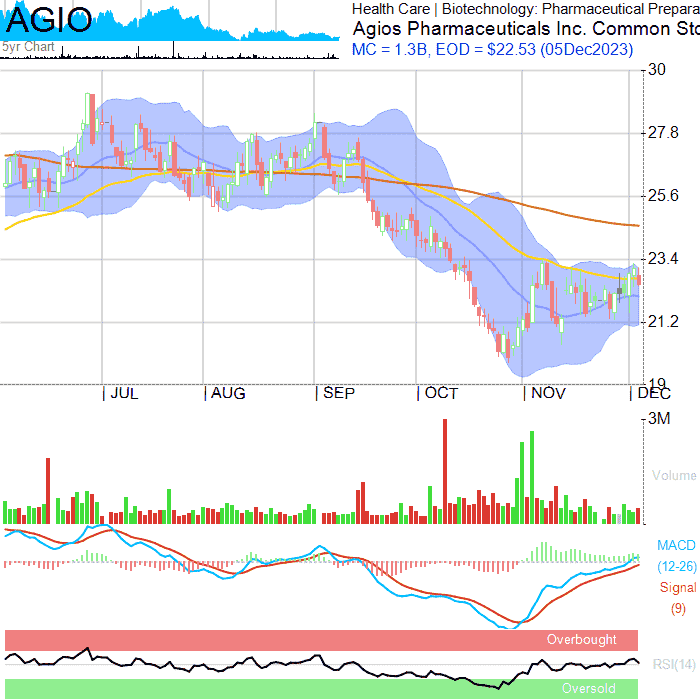 AGIO
5yr Chart
Health Care | Biotechnology: Pharmaceutical Prepara
Agios Pharmaceuticals Inc. Common Sto
MC = 1.3B, EOD = $22.53 (05Dec2023)
30
27.8
25.6
23.4
21.2
19
JUL AUG SEP OCT NOV DEC
3M
Volume
MACD
(12-26)
Signal
(9)
Overbought
RSI(14)
Oversold